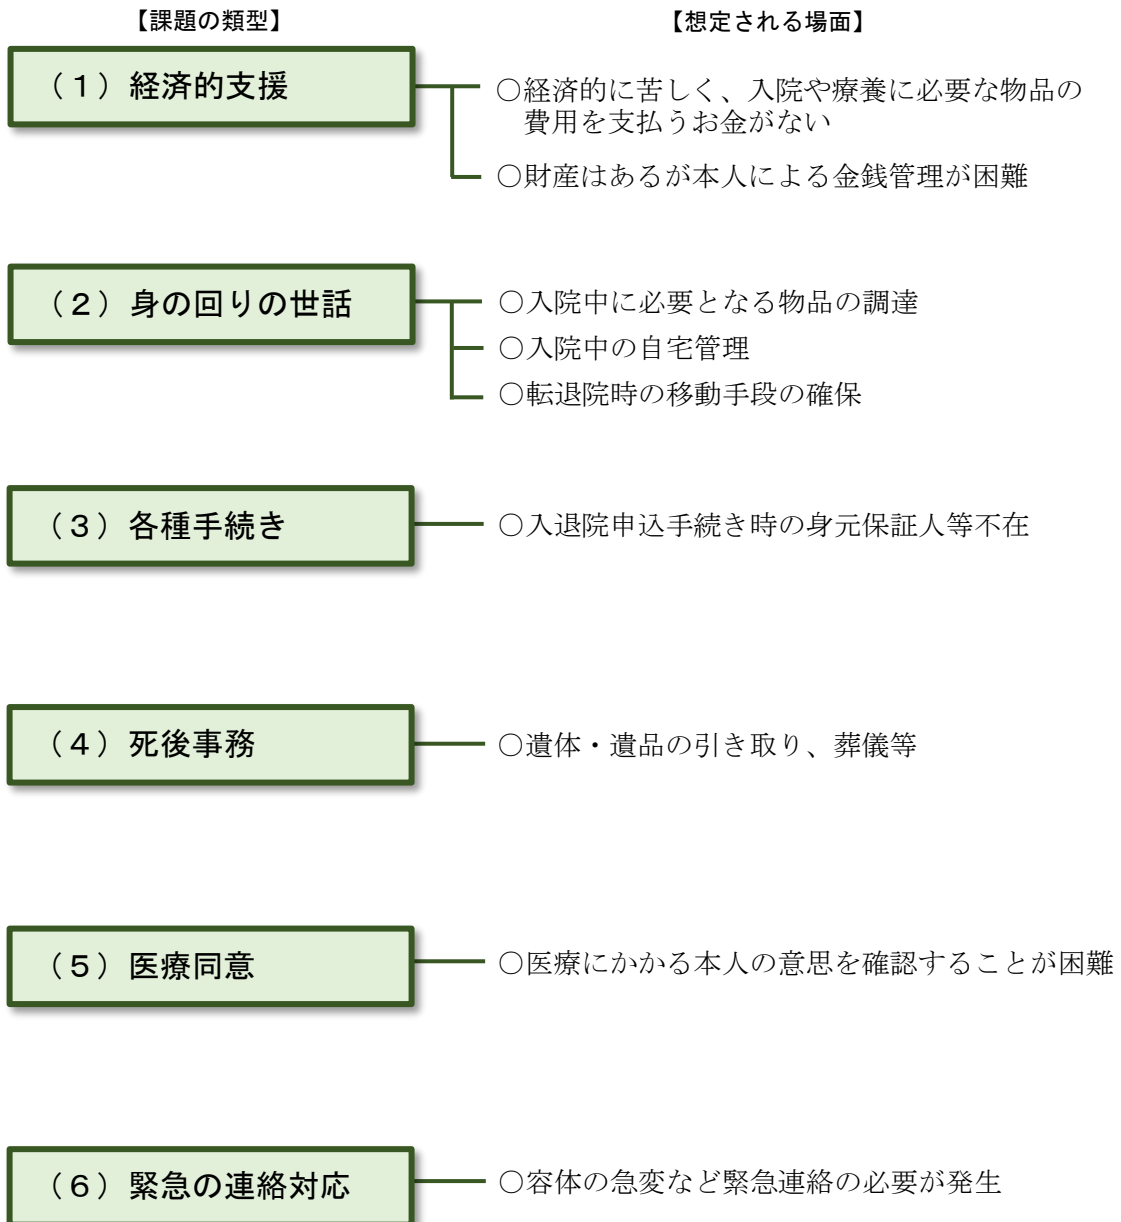 【課題の類型】
【想定される場面】
（１）経済的支援
○経済的に苦しく、入院や療養に必要な物品の
費用を支払うお金がない
○財産はあるが本人による金銭管理が困難
（２）身の回りの世話
○入院中に必要となる物品の調達
○入院中の自宅管理
○転退院時の移動手段の確保
（３）各種手続き
○入退院申込手続き時の身元保証人等不在
（４）死後事務
○遺体・遺品の引き取り、葬儀等
（５）医療同意
○医療にかかる本人の意思を確認することが困難
（６）緊急の連絡対応
○容体の急変など緊急連絡の必要が発生